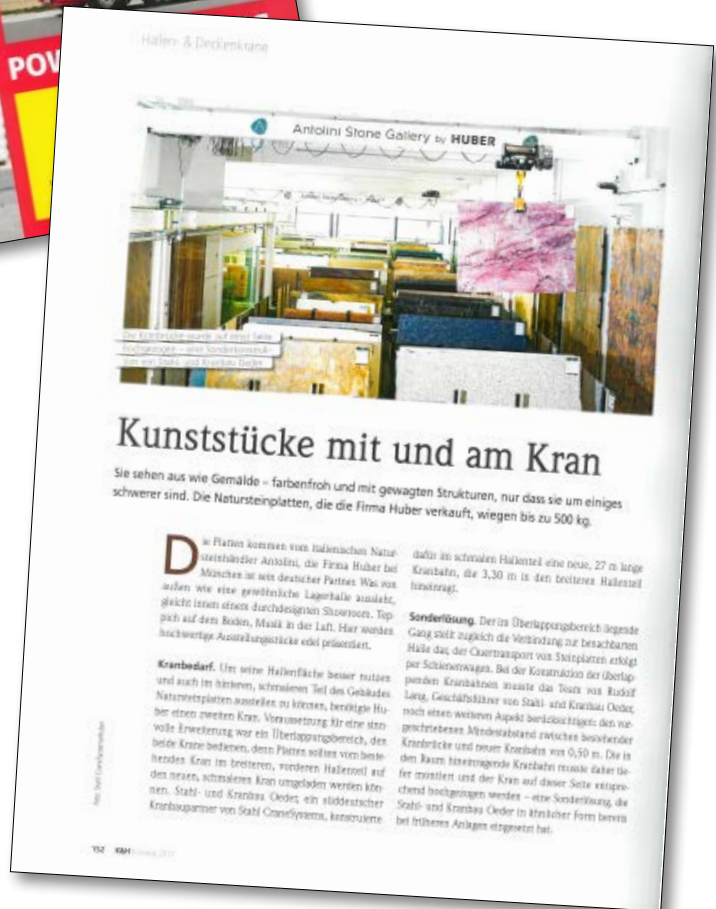 POW
Hallen- & Deckenkrane
Antolini Stone Gallery by HUBER
Die Kranbrücke wurde auf einer Seite
hochgezogen – eine Sonderkonstruk-
tion von Stahl- und Kranbau Oeder
Kunststücke mit und am Kran
Sie sehen aus wie Gemälde – farbenfroh und mit gewagten Strukturen, nur dass sie um einiges
schwerer sind. Die Natursteinplatten, die die Firma Huber verkauft, wiegen bis zu 500 kg.
Die Platten kommen vom italienischen Natur-
steinhändler Antolini, die Firma Huber bei
München ist sein deutscher Partner. Was von
außen wie eine gewöhnliche Lagerhalle aussieht,
gleicht innen einem durchdesignten Showroom. Tep-
pich auf dem Boden, Musik in der Luft. Hier werden
hochwertige Ausstellungsstücke edel präsentiert.
Kranbedarf. Um seine Hallenfläche besser nutzen
und auch im hinteren, schmaleren Teil des Gebäudes
Natursteinplatten ausstellen zu können, benötigte Hu-
ber einen zweiten Kran. Voraussetzung für eine sinn-
volle Erweiterung war ein Überlappungsbereich, den
beide Krane bedienen, denn Platten sollten vom beste-
henden Kran im breiteren, vorderen Hallenteil auf
den neuen, schmaleren Kran umgeladen werden kön-
nen. Stahl- und Kranbau Oeder, ein süddeutscher
Kranbaupartner von Stahl CraneSystems, konstruierte
dafür im schmalen Hallenteil eine neue, 27 m lange
Kranbahn, die 3,30 m in den breiteren Hallenteil
hineinragt.
Sonderlösung. Der im Überlappungsbereich liegende
Gang stellt zugleich die Verbindung zur benachbarten
Halle dar, der Quertransport von Steinplatten erfolgt
per Schienenwagen. Bei der Konstruktion der überlap-
penden Kranbahnen musste das Team von Rudolf
Lang, Geschäftsführer von Stahl- und Kranbau Oeder,
noch einen weiteren Aspekt berücksichtigen: den vor-
geschriebenen Mindestabstand zwischen bestehender
Kranbrücke und neuer Kranbahn von 0,50 m. Die in
den Raum hineinragende Kranbahn musste daher tie-
fer montiert und der Kran auf dieser Seite entspre-
chend hochgezogen werden – eine Sonderlösung, die
Stahl- und Kranbau Oeder in ähnlicher Form bereits
bei früheren Anlagen eingesetzt hat.
152